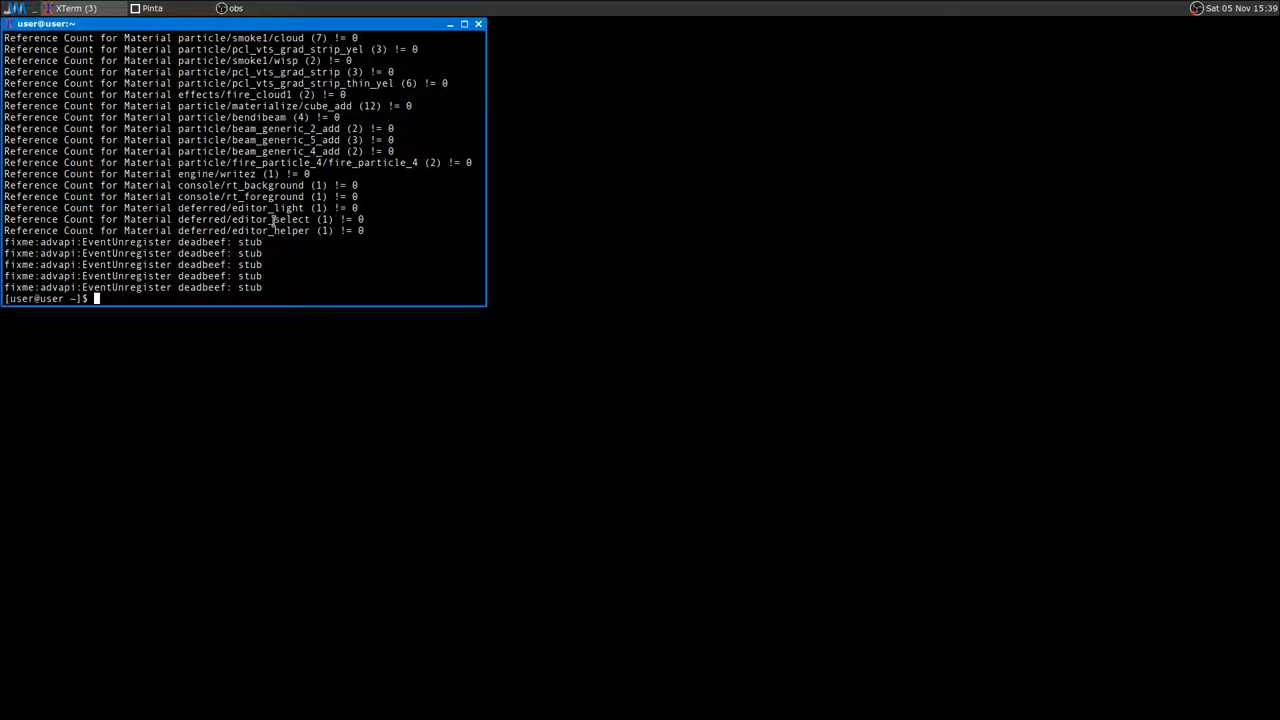 XTerm (3) Pinta obs Sat 05 Nov 15:39
user@user:~
Reference Count for Material particle/smoke1/cloud (7) != 0
Reference Count for Material particle/pcl_vts_grad_strip_yel (3) != 0
Reference Count for Material particle/smoke1/wisp (2) != 0
Reference Count for Material particle/pcl_vts_grad_strip (3) != 0
Reference Count for Material particle/pcl_vts_grad_strip_thin_yel (6) != 0
Reference Count for Material effects/fire_cloud1 (2) != 0
Reference Count for Material particle/materialize/cube_add (12) != 0
Reference Count for Material particle/bendibeam (4) != 0
Reference Count for Material particle/beam_generic_2_add (2) != 0
Reference Count for Material particle/beam_generic_5_add (3) != 0
Reference Count for Material particle/beam_generic_4_add (2) != 0
Reference Count for Material particle/fire_particle_4/fire_particle_4 (2) != 0
Reference Count for Material engine/writez (1) != 0
Reference Count for Material console/rt_background (1) != 0
Reference Count for Material console/rt_foreground (1) != 0
Reference Count for Material deferred/editor_light (1) != 0
Reference Count for Material deferred/editor_select (1) != 0
Reference Count for Material deferred/editor_helper (1) != 0
fixme:advapi:EventUnregister deadbeef: stub
fixme:advapi:EventUnregister deadbeef: stub
fixme:advapi:EventUnregister deadbeef: stub
fixme:advapi:EventUnregister deadbeef: stub
fixme:advapi:EventUnregister deadbeef: stub
[user@user ~]$